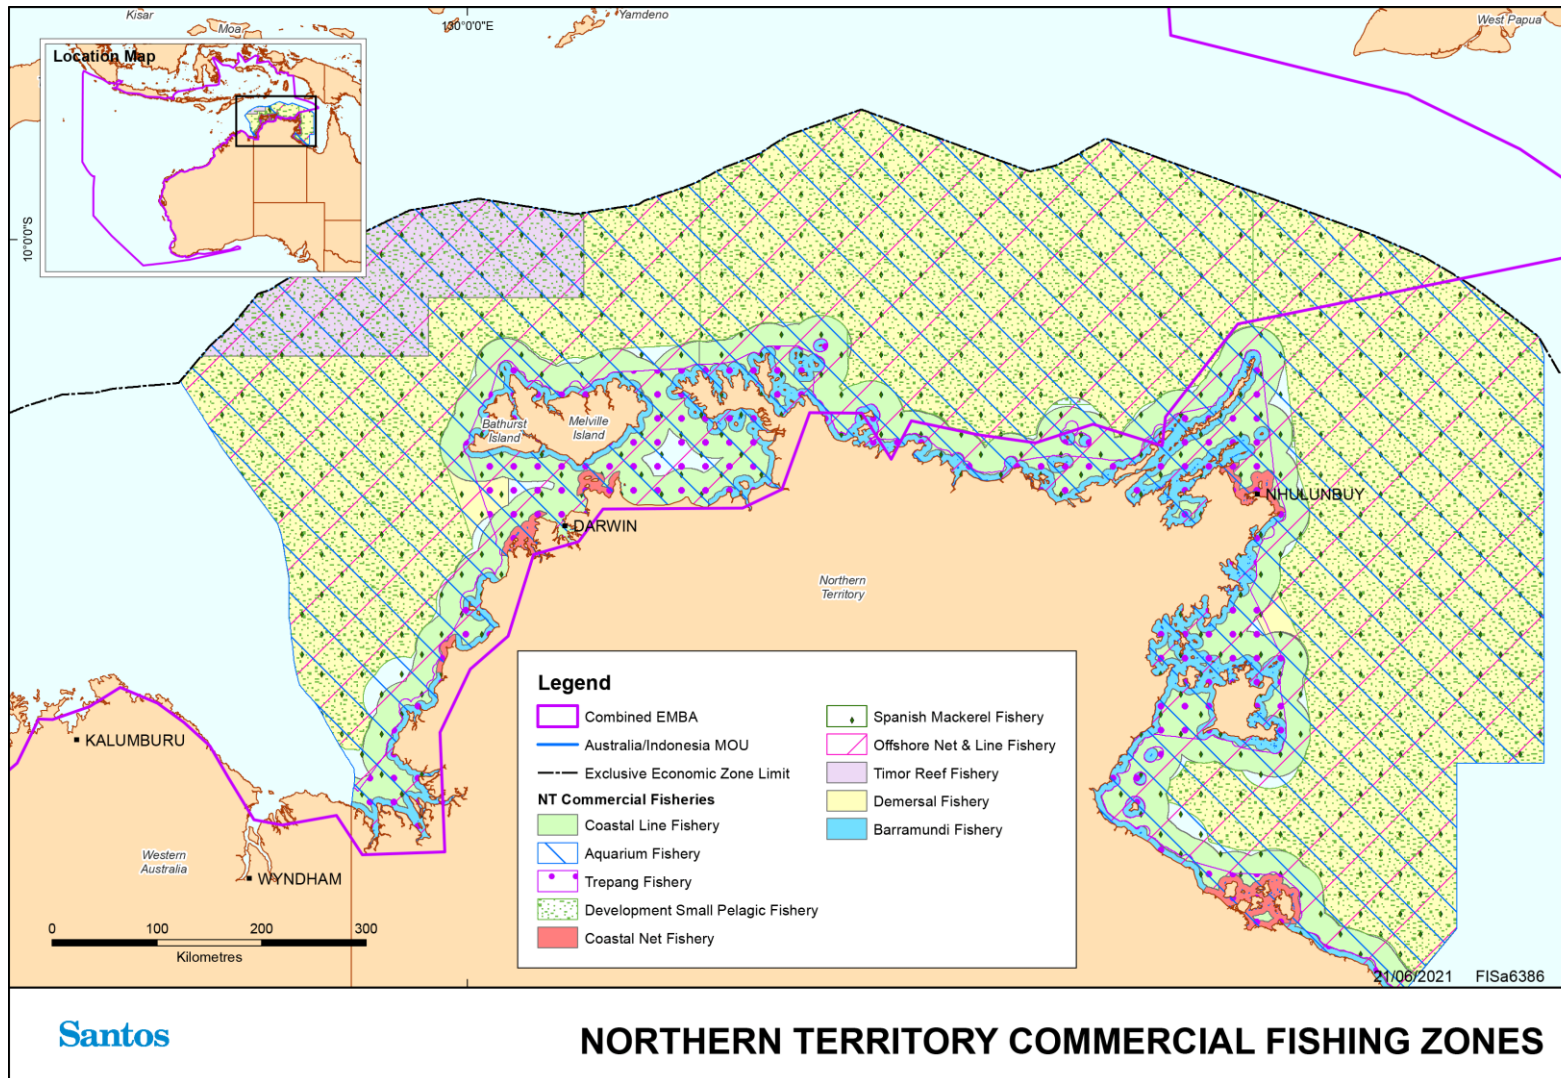 Kisar
Moa
Yamdeno
130°0'0"E
West Papua
Location Map
10°0'0"S
Bathurst
Island
Melville
Island
DARWIN
NHULUNBUY
Northern
Territory
KALUMBURU
Western
Australia
WYNDHAM
0 100 200 300
Kilometres
Legend
Combined EMBA
Australia/Indonesia MOU
Exclusive Economic Zone Limit
NT Commercial Fisheries
Coastal Line Fishery
Aquarium Fishery
Trepang Fishery
Development Small Pelagic Fishery
Coastal Net Fishery
Spanish Mackerel Fishery
Offshore Net & Line Fishery
Timor Reef Fishery
Demersal Fishery
Barramundi Fishery
21/06/2021 FISa6386
Santos
NORTHERN TERRITORY COMMERCIAL FISHING ZONES